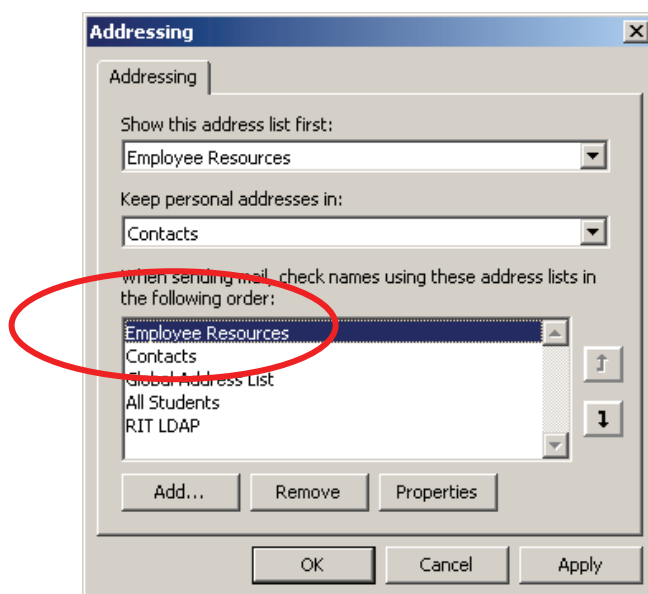 Addressing
Addressing
Show this address list first:
Employee Resources
Keep personal addresses in:
Contacts
When sending mail, check names using these address lists in
the following order:
Employee Resources
Contacts
Global Address List
All Students
RIT LDAP
Add...
Remove
Properties
OK
Cancel
Apply